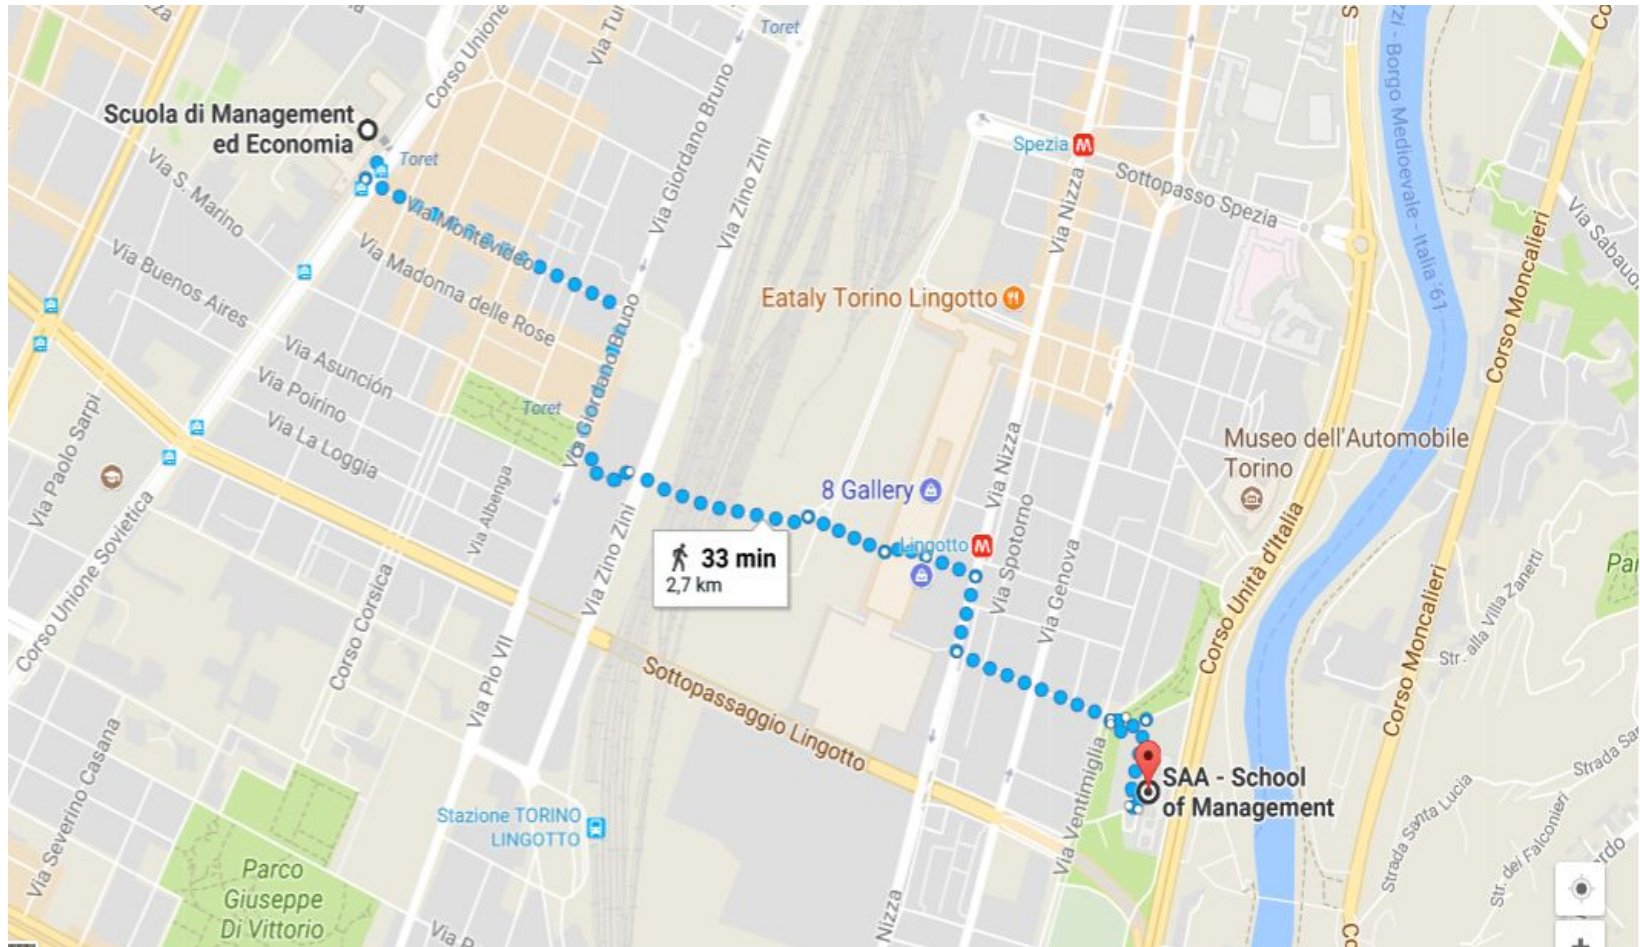 Toret
Corso Unione
Scuola di Management
ed Economia
Toret
Via S. Marino
Via Montevideo
Via Giordano Bruno
Via Zino Zini
Spezia
Via Nizza
Sottopasso Spezia
Borgo Medioevale - Italia '61
Corso Moncalieri
Via Buenos Aires
Via Madonna delle Rose
Eataly Torino Lingotto
Via Asunción
Via Poirino
Via La Loggia
Toret
Via Giordano Bruno
Via Paolo Sarpi
Museo dell'Automobile
Torino
Via Albenga
8 Gallery
Via Nizza
Lingotto
Via Spotorno
Via Genova
Corso Unità d'Italia
33 min
2,7 km
Via Zino Zini
Corso Unione Sovietica
Corso Corsica
Via Pio VII
Sottopassaggio Lingotto
Str. alla Villa Zanetti
Corso Moncalieri
Via Severino Casana
Via Ventimiglia
SAA - School
of Management
Stazione TORINO
LINGOTTO
Strada Santa Lucia
Str. dei Falconieri
Parco
Giuseppe
Di Vittorio
Nizza